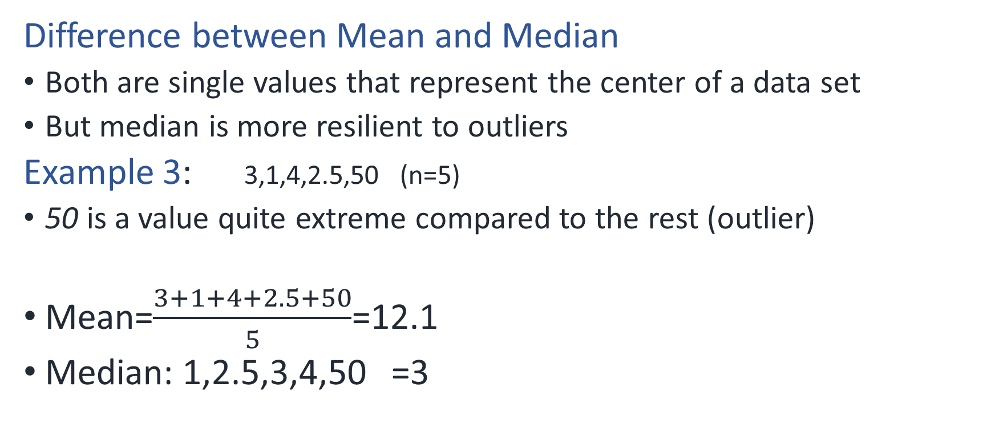 Difference between Mean and Median
• Both are single values that represent the center of a data set
• But median is more resilient to outliers
Example 3: 3,1,4,2.5,50 (n=5)
• 50 is a value quite extreme compared to the rest (outlier)
• Mean=\frac{3+1+4+2.5+50}{5}=12.1
• Median: 1,2.5,3,4,50 =3